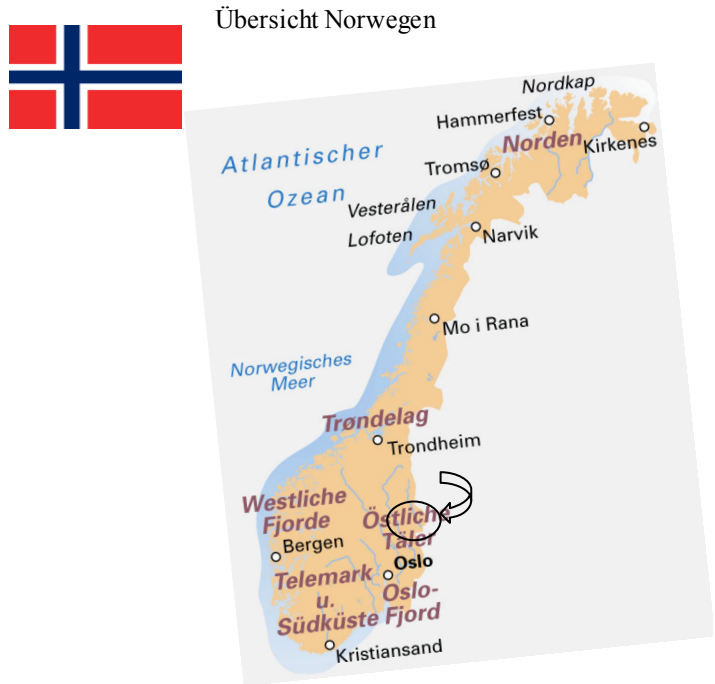 Übersicht Norwegen
Nordkap
Hammerfest
Norden
Kirkenes
Atlantischer
Ozean
Tromsø
Vesterålen
Lofoten
Narvik
Mo i Rana
Norwegisches
Meer
Trøndelag
Trondheim
Westliche
Fjorde
Östliche
Täler
Bergen
Oslo
Telemark
u.
Südküste
Oslo-
Fjord
Kristiansand